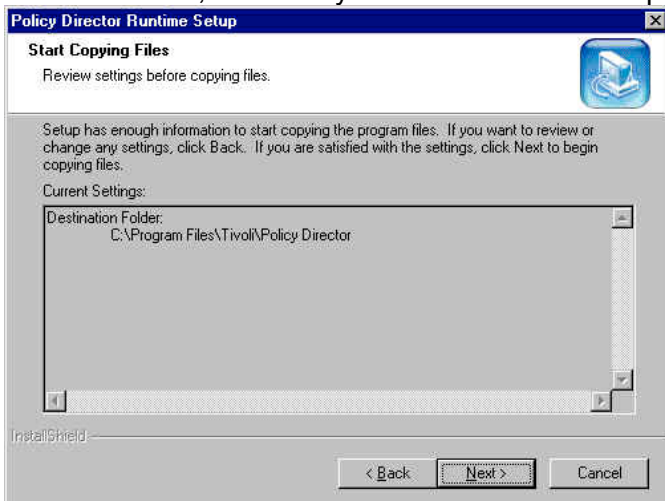 Policy Director Runtime Setup
Start Copying Files
Review settings before copying files.
Setup has enough information to start copying the program files. If you want to review or
change any settings, click Back. If you are satisfied with the settings, click Next to begin
copying files.
Current Settings:
Destination Folder:
C:\Program Files\Tivoli\Policy Director
InstallShield
< Back Next > Cancel